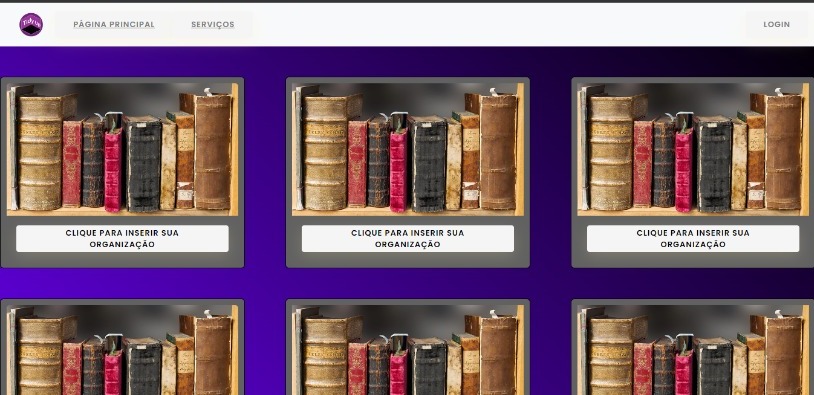 PÁGINA PRINCIPAL SERVIÇOS LOGIN
CLIQUE PARA INSERIR SUA
ORGANIZAÇÃO
CLIQUE PARA INSERIR SUA
ORGANIZAÇÃO
CLIQUE PARA INSERIR SUA
ORGANIZAÇÃO